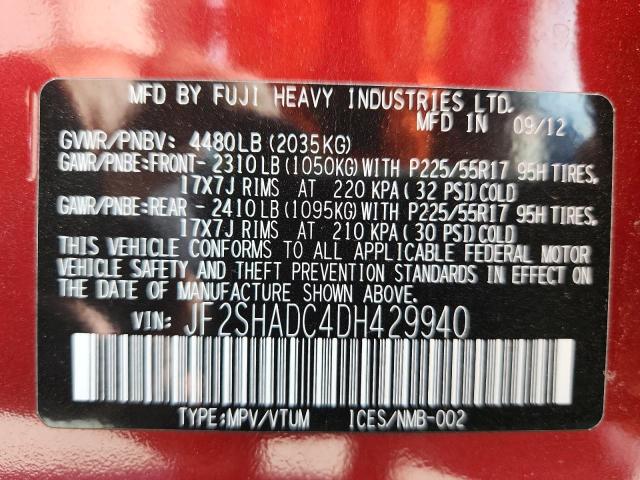 MFD BY FUJI HEAVY INDUSTRIES LTD.
MFD IN 09/12
GVWR/PNBV: 4480LB (2035KG)
GAWR/PNBE:FRONT- 2310LB(1050KG)WITH P225/55R17 95H TIRES,
17X7J RIMS AT 220 KPA (32 PSI)COLD
GAWR/PNBE:REAR - 2410LB(1095KG)WITH P225/55R17 95H TIRES,
17X7J RIMS AT 210 KPA (30 PSI)COLD
THIS VEHICLE CONFORMS TO ALL APPLICABLE FEDERAL MOTOR
VEHICLE SAFETY AND THEFT PREVENTION STANDARDS IN EFFECT ON
THE DATE OF MANUFACTURE SHOWN ABOVE.
VIN: JF2SHADC4DH429940
TYPE:MPV/VTUM ICES/NMB-002